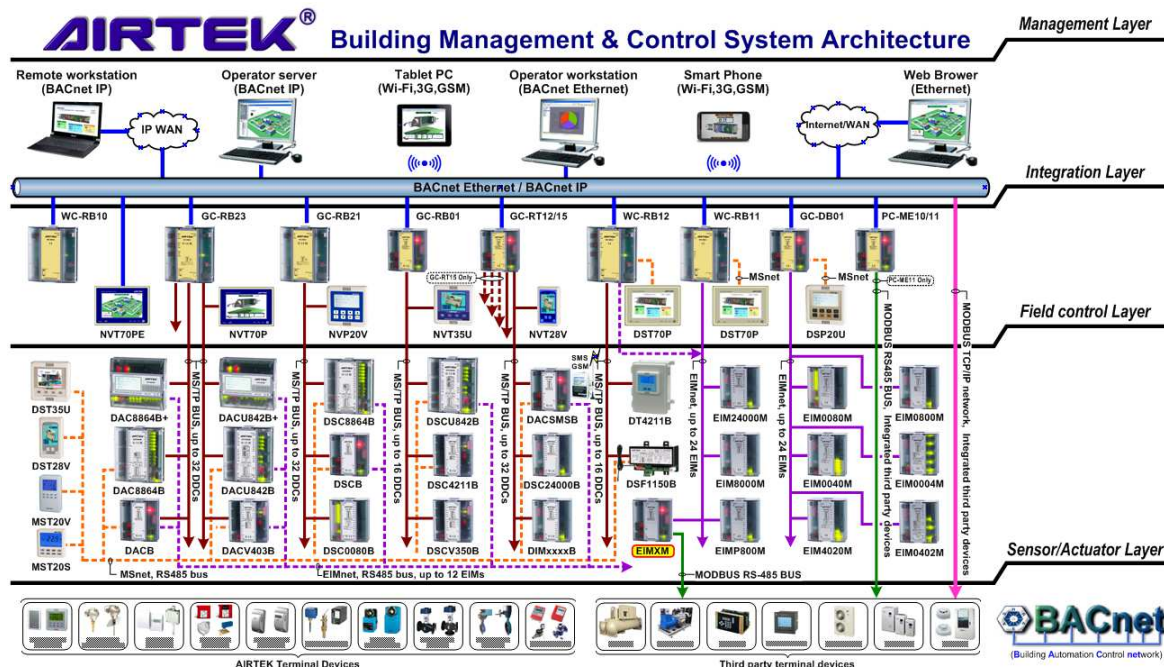 AIRTEK®
Building Management & Control System Architecture
Management Layer
Remote workstation
(BACnet IP)
Operator server
(BACnet IP)
Tablet PC
(Wi-Fi,3G,GSM)
Operator workstation
(BACnet Ethernet)
Smart Phone
(Wi-Fi,3G,GSM)
Web Brower
(Ethernet)
IP WAN
Internet/WAN
Integration Layer
BACnet Ethernet / BACnet IP
WC-RB10
GC-RB23
GC-RB21
GC-RB01
GC-RT12/15
WC-RB12
WC-RB11
GC-DB01
PC-ME10/11
GC-RT15 Only
MSnet
MSnet
PC-ME11 Only
NVT70PE
NVT70P
NVP20V
NVT35U
NVT28V
DST70P
DST70P
DSP20U
Field control Layer
SMS
GSM
DST35U
DAC8864B+
DACU842B+
DSC8864B
DSCU842B
DACSMSB
DT4211B
EIM24000M
EIM0080M
EIM0800M
DST28V
DAC8864B
DACU842B
DSCB
DSC4211B
DSC24000B
DSF1150B
EIM8000M
EIM0040M
EIM0004M
MST20V
MST20S
DACB
DACV403B
DSC0080B
DSCV350B
DIMxxxxB
EIMXM
EIMP800M
EIM4020M
EIM0402M
MS/TP BUS, up to 32 DDCs
MS/TP BUS, up to 32 DDCs
MS/TP BUS, up to 16 DDCs
MS/TP BUS, up to 32 DDCs
MS/TP BUS, up to 16 DDCs
EIMnet, up to 24 EIMs
EIMnet, up to 24 EIMs
MODBUS RS485 BUS, Integrated third party devices
MODBUS TCP/IP network, Integrated third party devices
Sensor/Actuator Layer
MSnet, RS485 bus
EIMnet, RS485 bus, up to 12 EIMs
MODBUS RS-485 BUS
AIRTEK Terminal Devices
Third party terminal devices
BACnet
(Building Automation Control network)